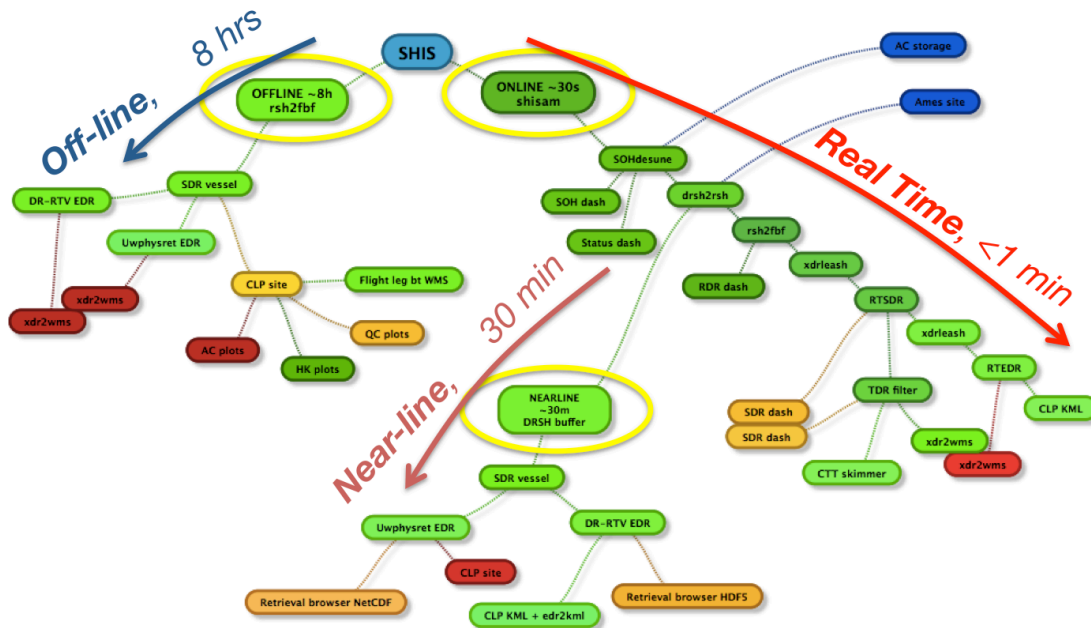 SHIS
Off-line, 8 hrs
OFFLINE ~8h
rsh2fbf
ONLINE ~30s
shisam
AC storage
Ames site
Real Time, <1 min
SOHdesune
SOH dash
Status dash
drsh2rsh
rsh2fbf
RDR dash
xdrleash
RTSDR
xdrleash
RTEDR
CLP KML
TDR filter
SDR dash
SDR dash
xdr2wms
xdr2wms
CTT skimmer
DR-RTV EDR
SDR vessel
Uwphysret EDR
xdr2wms
xdr2wms
CLP site
Flight leg bt WMS
QC plots
AC plots
HK plots
Near-line, 30 min
NEARLINE
~30m
DRSH buffer
SDR vessel
Uwphysret EDR
DR-RTV EDR
CLP site
Retrieval browser NetCDF
CLP KML + edr2kml
Retrieval browser HDF5